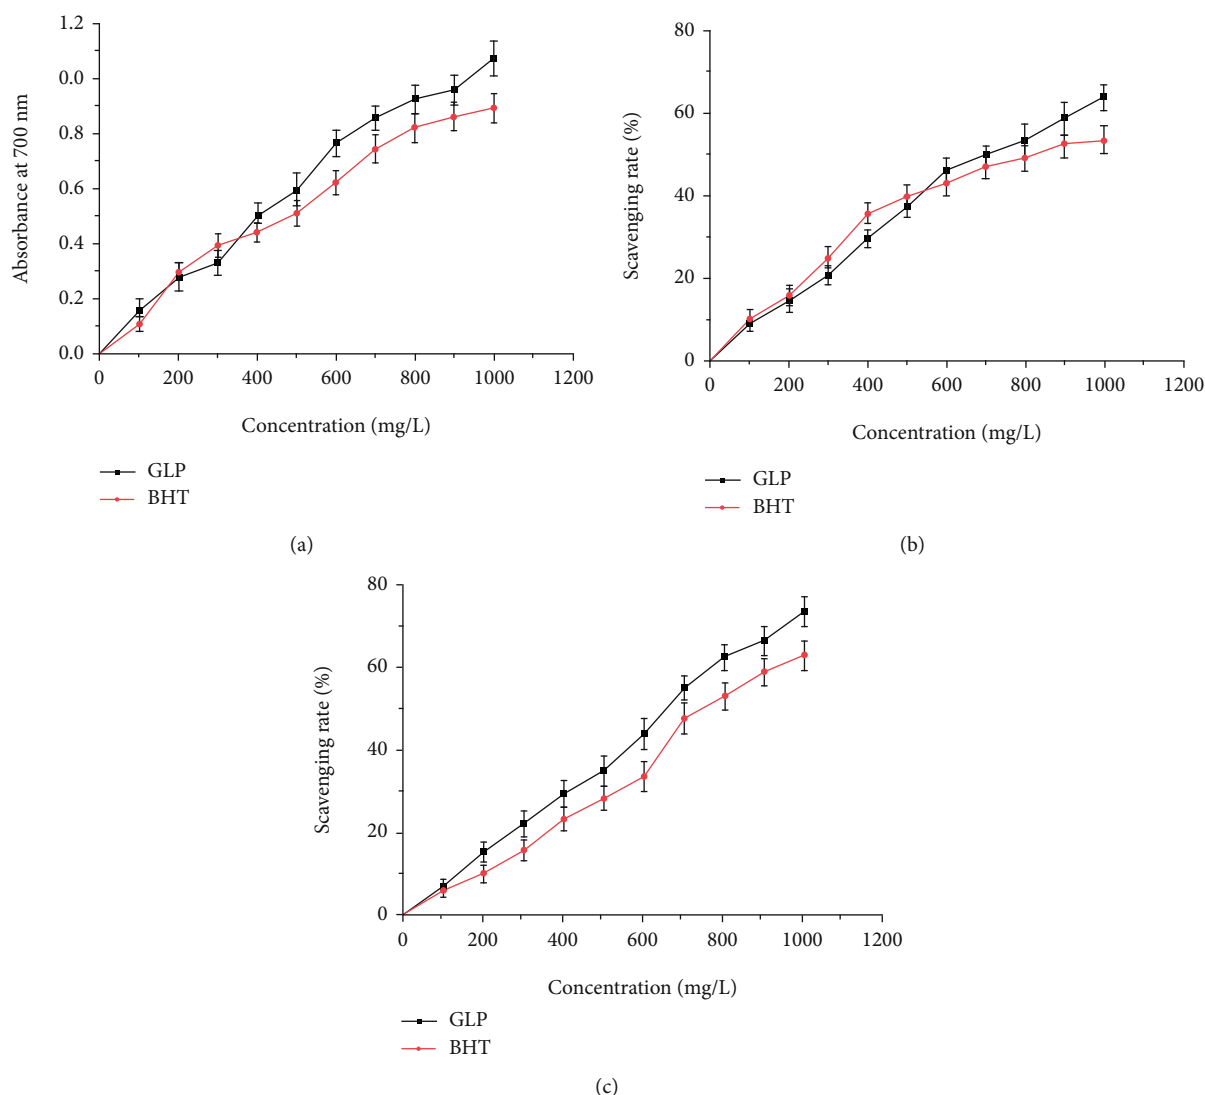 1.2
0.0
0.8
0.6
0.4
0.2
0.0
Absorbance at 700 nm
0 200 400 600 800 1000 1200
Concentration (mg/L)
GLP
BHT
(a)
80
60
40
20
0
Scavenging rate (%)
0 200 400 600 800 1000 1200
Concentration (mg/L)
GLP
BHT
(b)
80
60
40
20
0
Scavenging rate (%)
0 200 400 600 800 1000 1200
Concentration (mg/L)
GLP
BHT
(c)